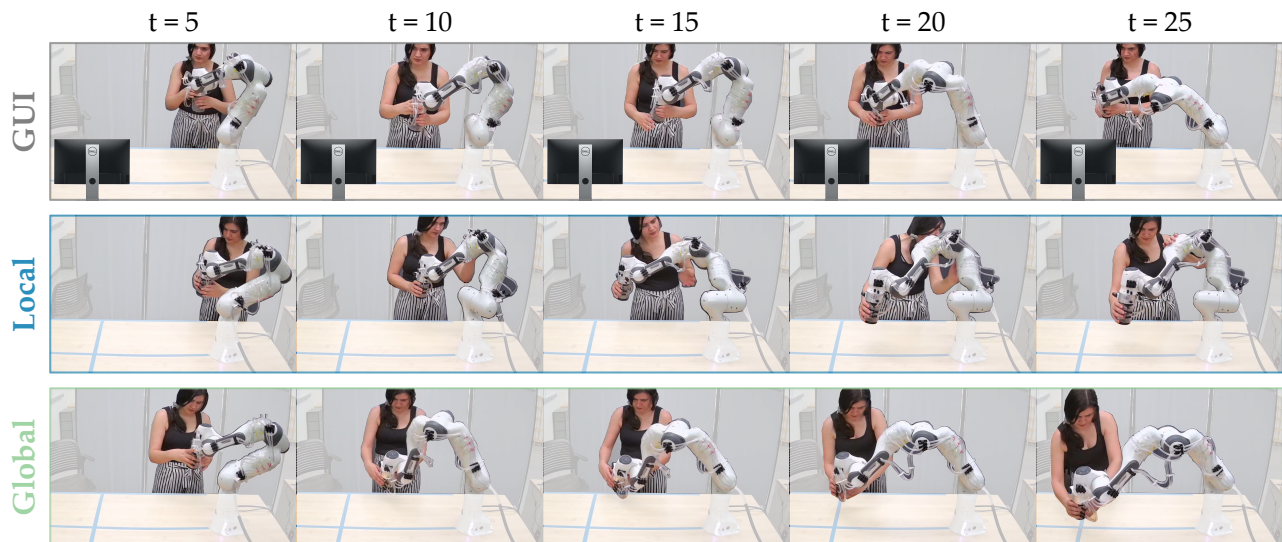 t = 5
t = 10
t = 15
t = 20
t = 25
GUI
Local
Global